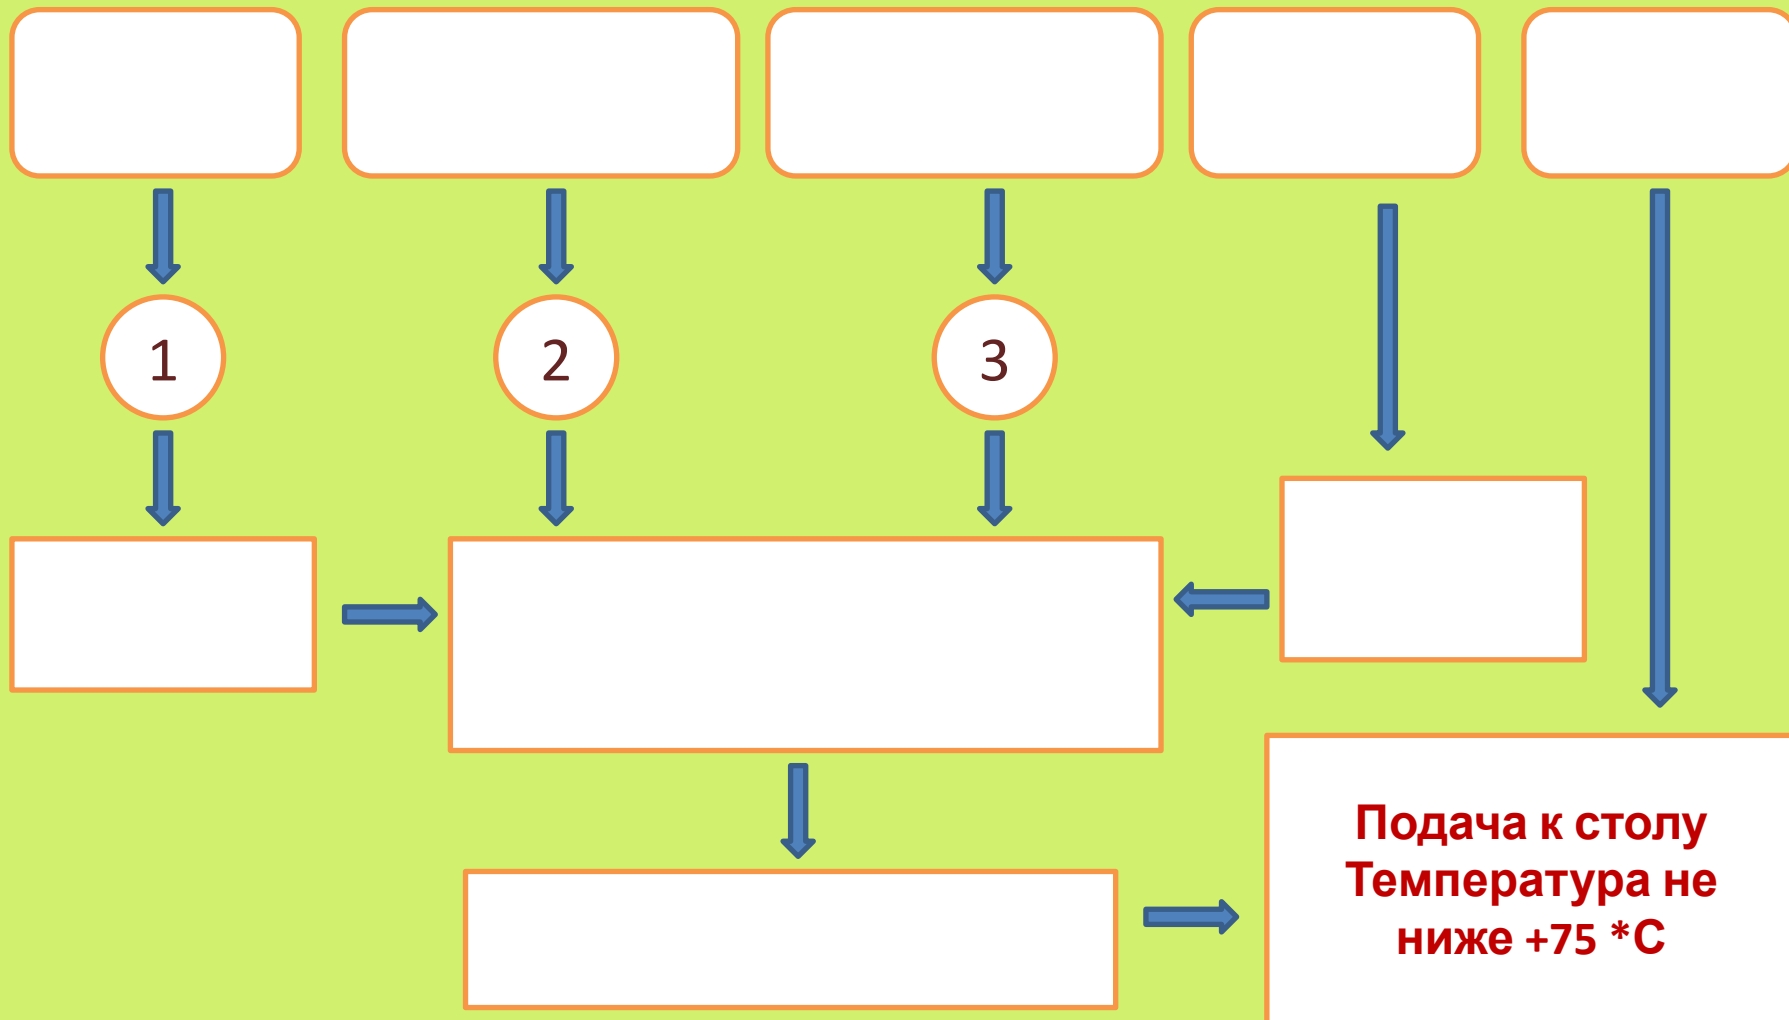 1
2
3
Подача к столу
Температура не
ниже +75 *С